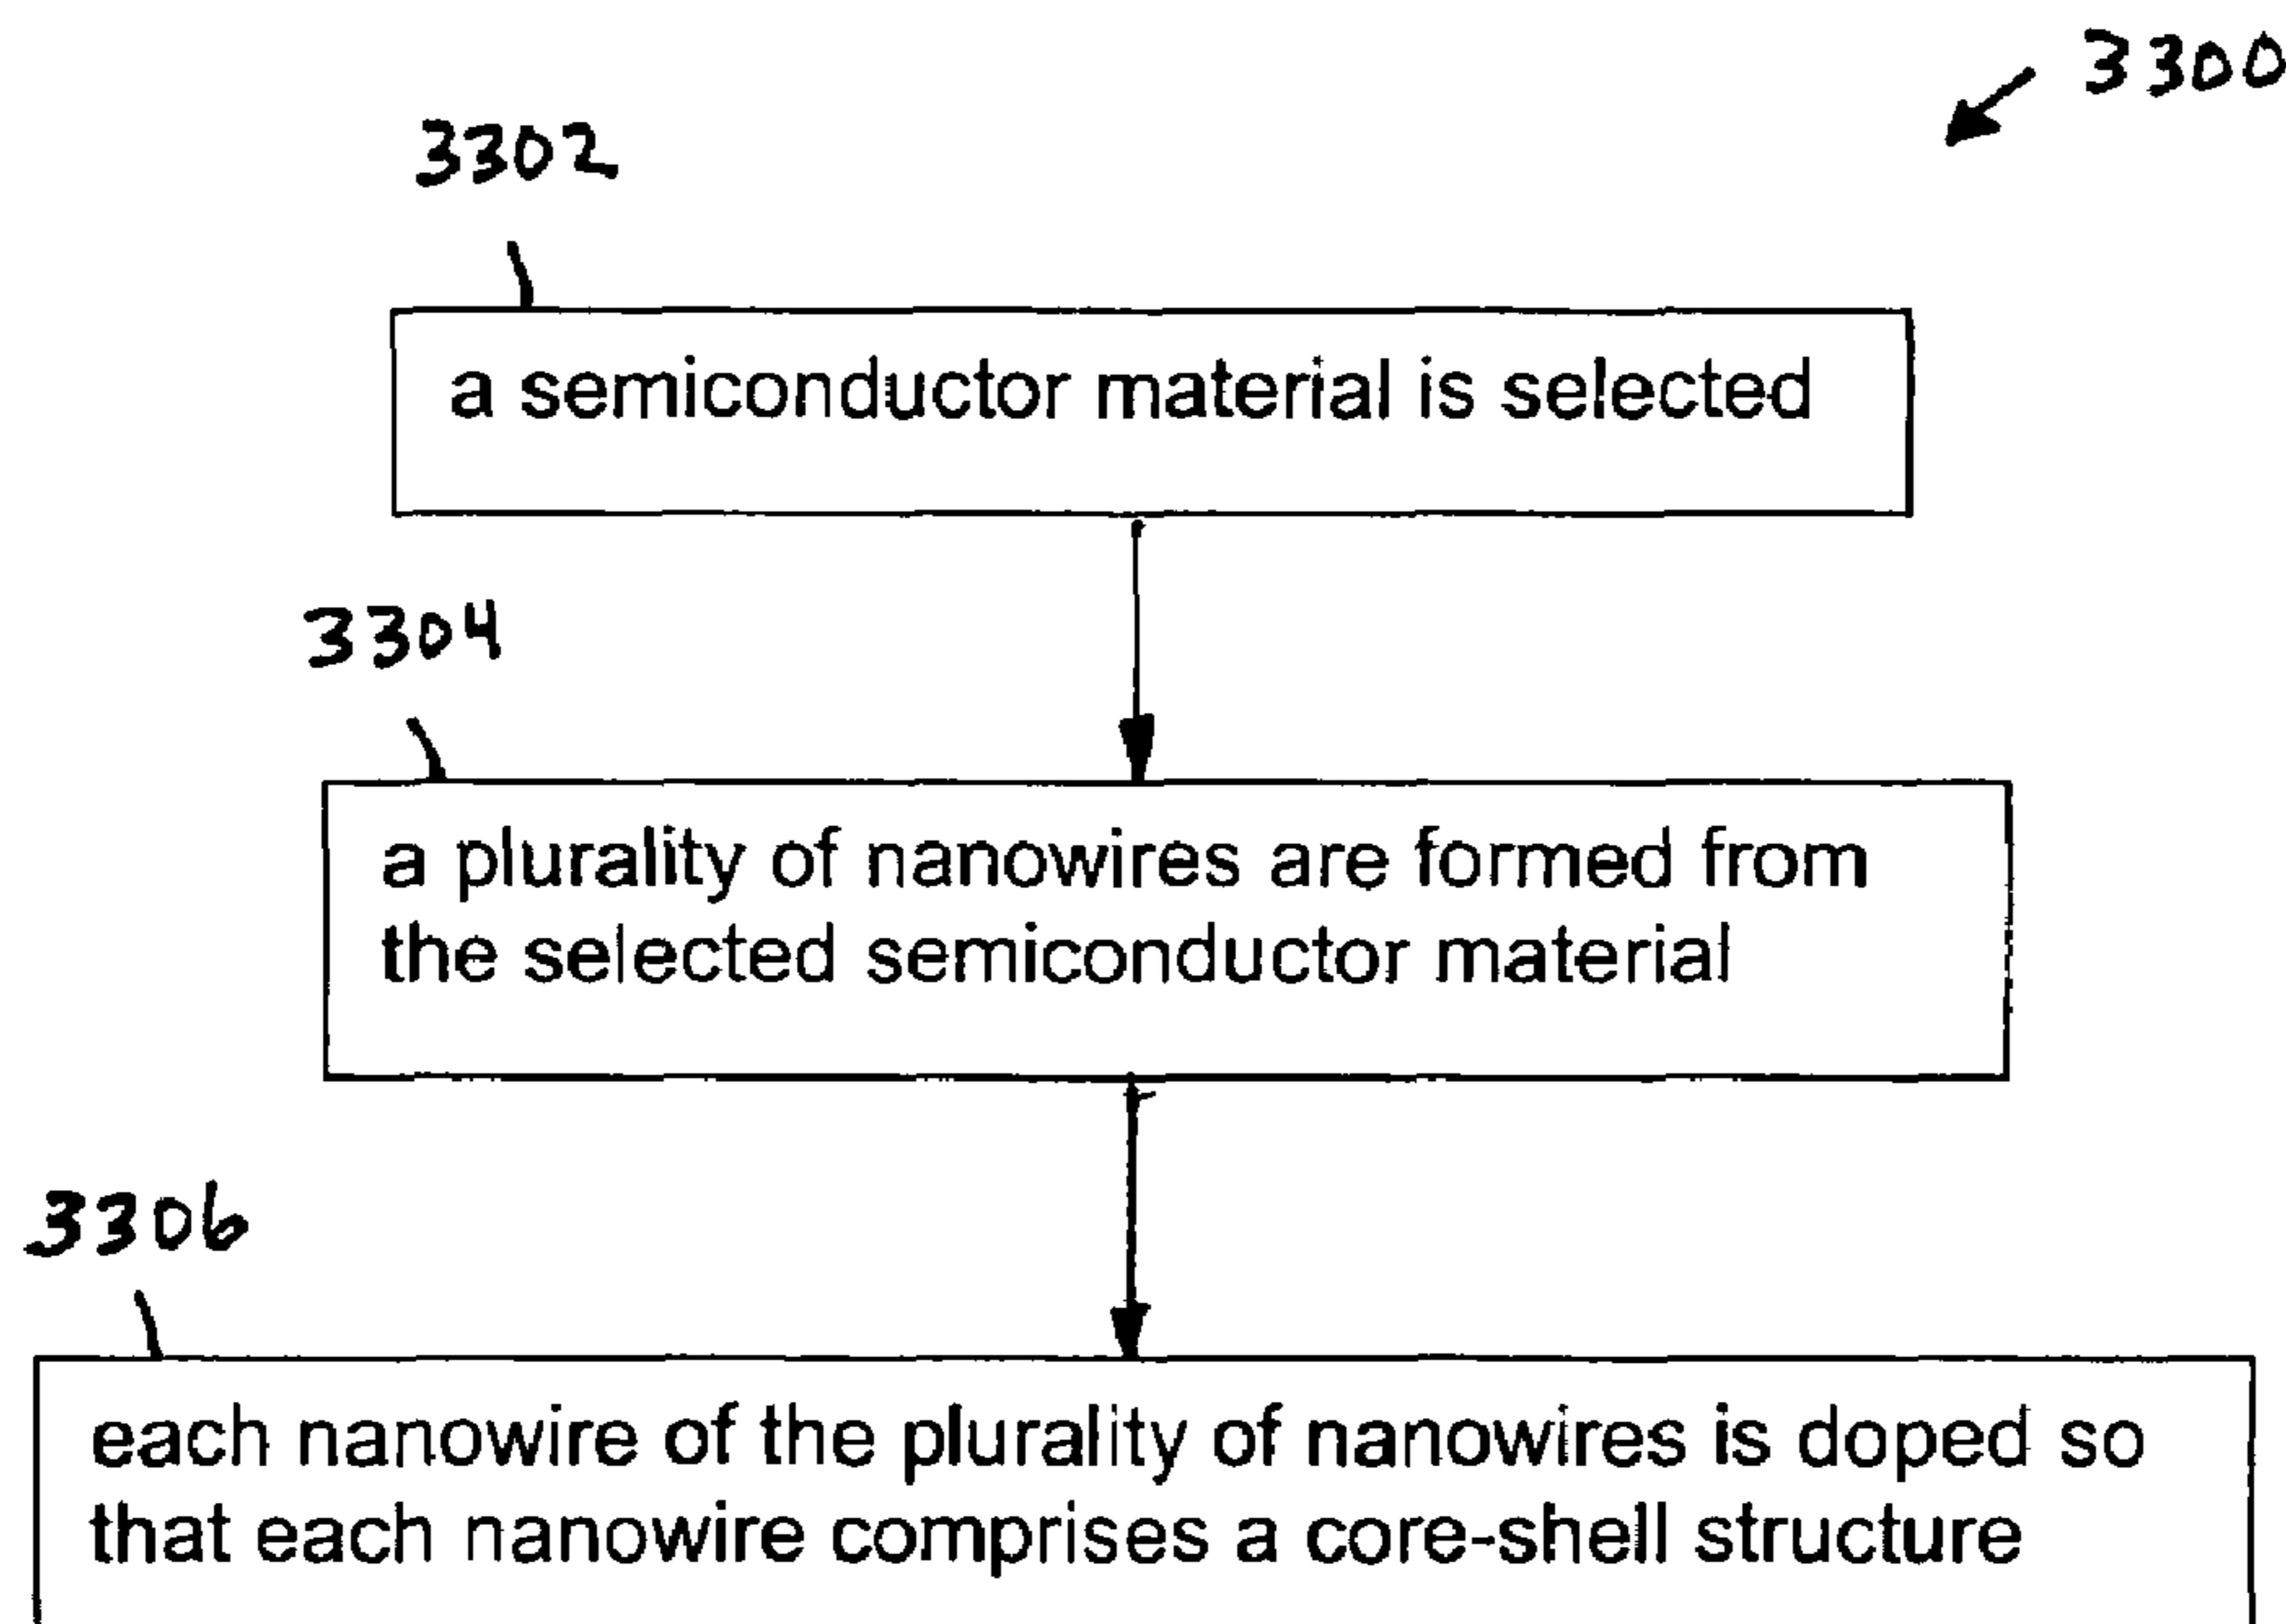 3300
3302
a semiconductor material is selected
3304
a plurality of nanowires are formed from
the selected semiconductor material
3306
each nanowire of the plurality of nanowires is doped so
that each nanowire comprises a core-shell structure